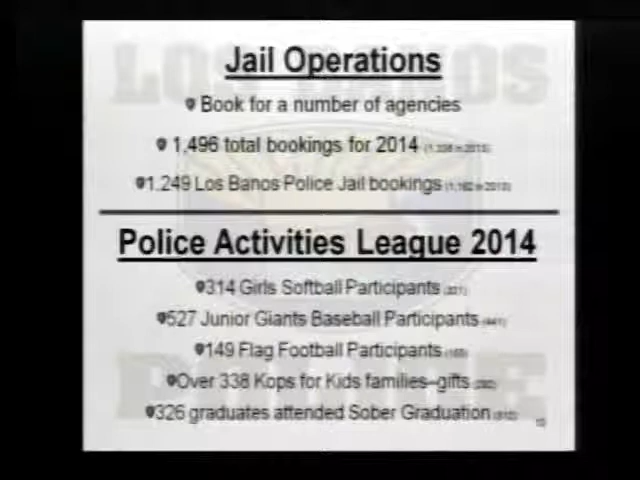 LOS BANOS
Jail Operations
Book for a number of agencies
1,496 total bookings for 2014
1,249 Los Banos Police Jail bookings
Police Activities League 2014
314 Girls Softball Participants
527 Junior Giants Baseball Participants
149 Flag Football Participants
Over 338 Kops for Kids families–gifts
326 graduates attended Sober Graduation